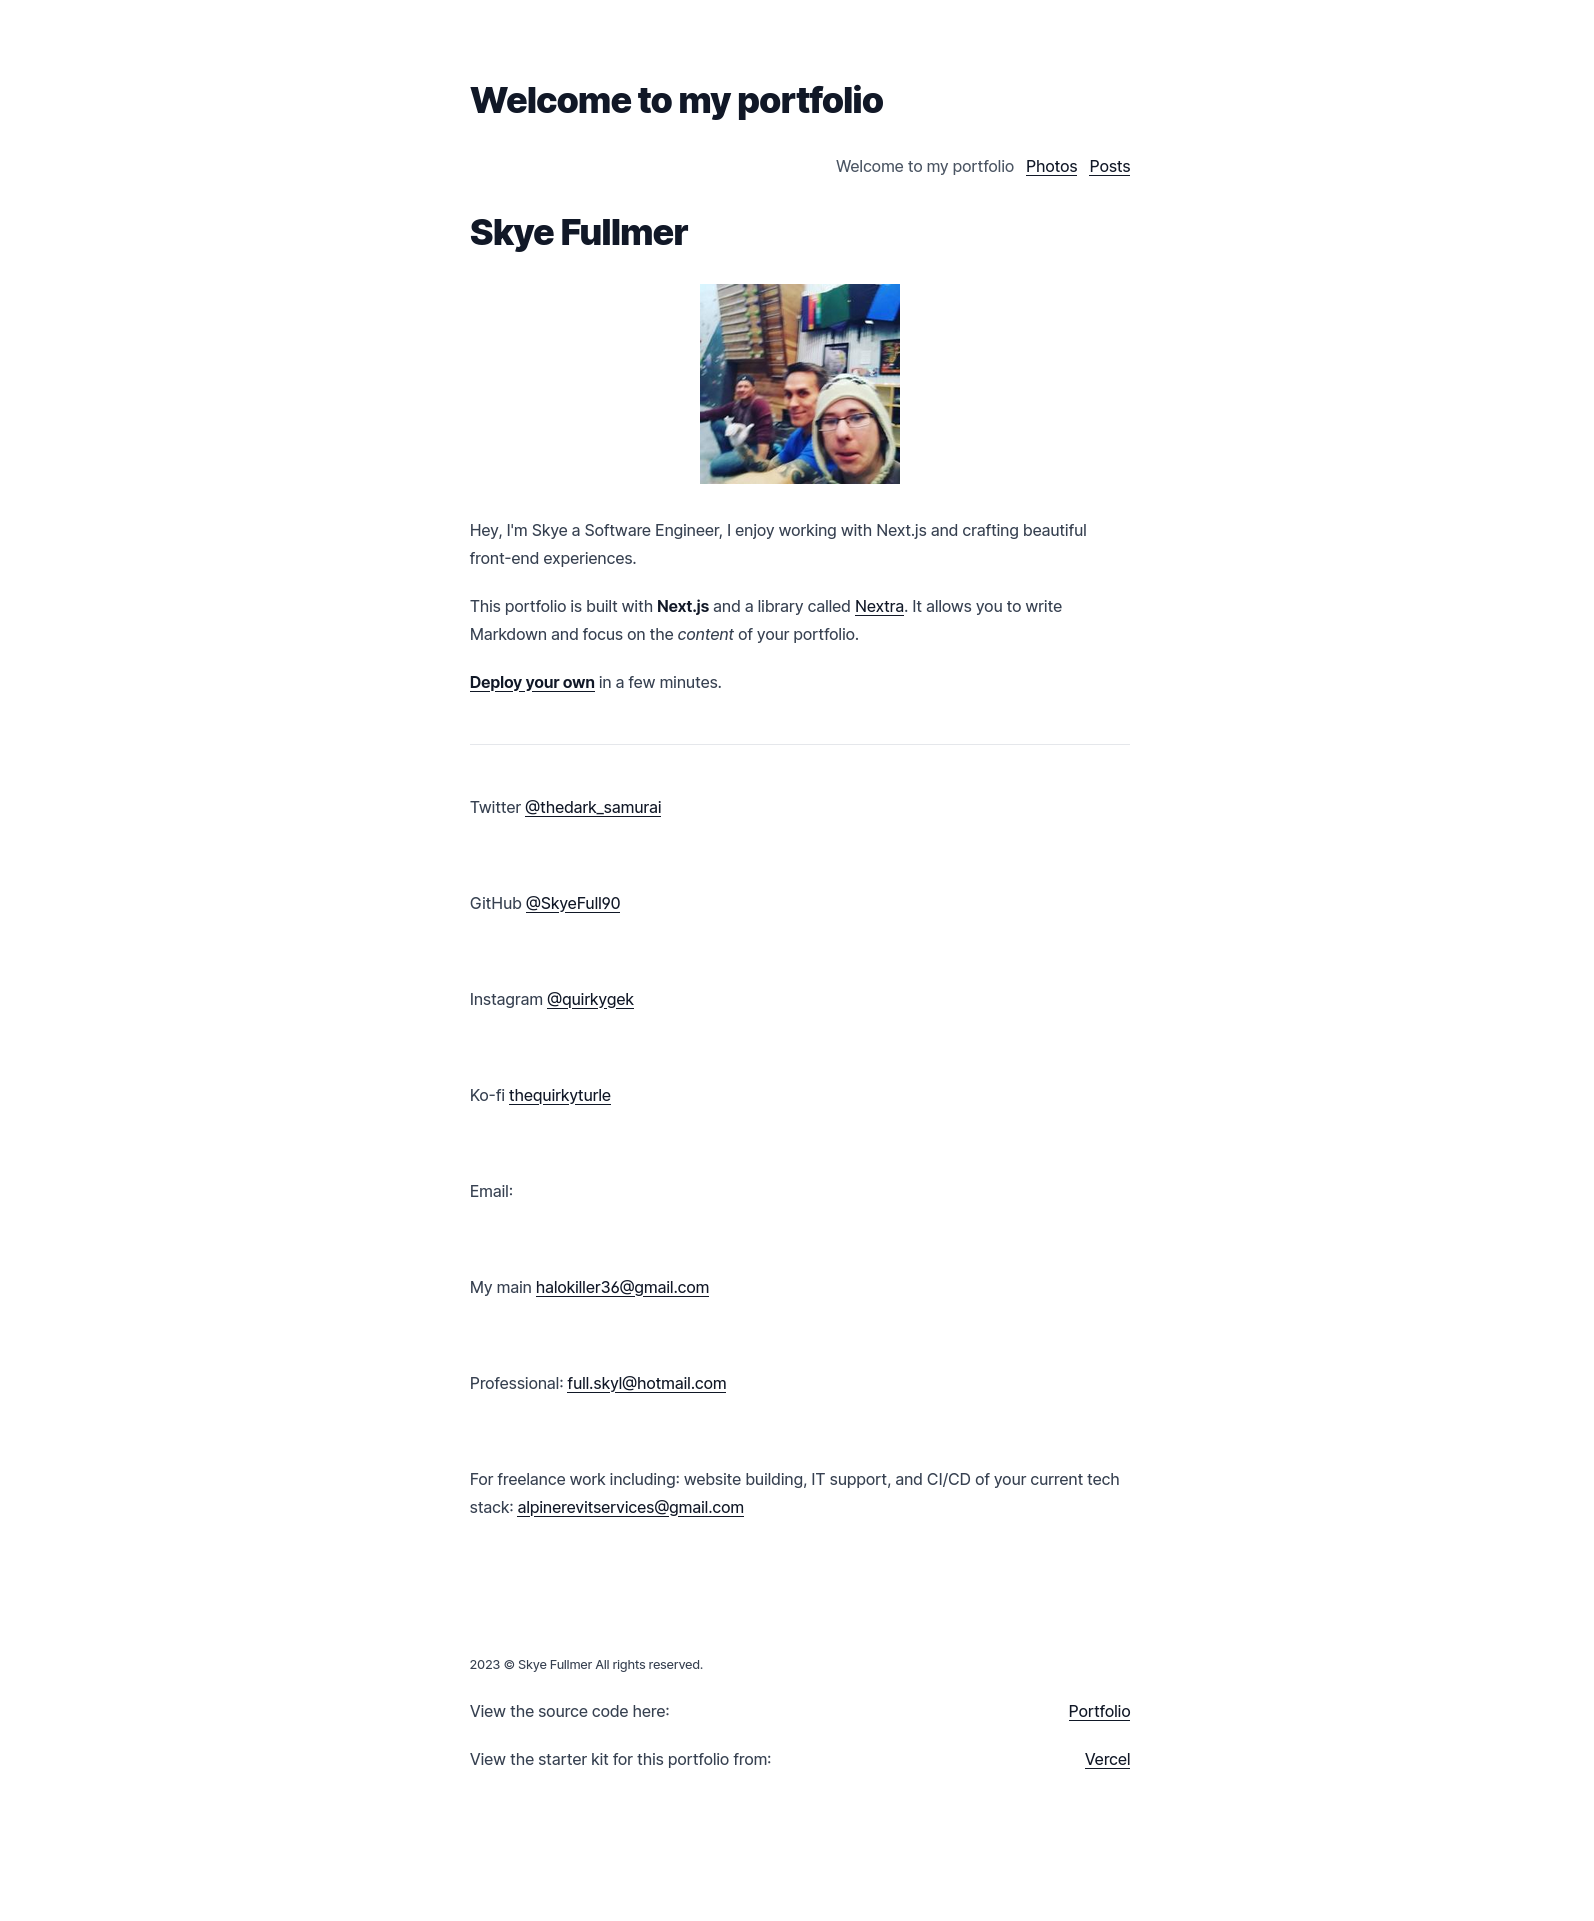 Welcome to my portfolio
Welcome to my portfolio Photos Posts
Skye Fullmer
Hey, I'm Skye a Software Engineer, I enjoy working with Next.js and crafting beautiful
front-end experiences.
This portfolio is built with Next.js and a library called Nextra. It allows you to write
Markdown and focus on the content of your portfolio.
Deploy your own in a few minutes.
Twitter @thedark_samurai
GitHub @SkyeFull90
Instagram @quirkygek
Ko-fi thequirkyturle
Email:
My main halokiller36@gmail.com
Professional: full.skyl@hotmail.com
For freelance work including: website building, IT support, and CI/CD of your current tech
stack: alpinerevitservices@gmail.com
2023 © Skye Fullmer All rights reserved.
View the source code here: Portfolio
View the starter kit for this portfolio from: Vercel